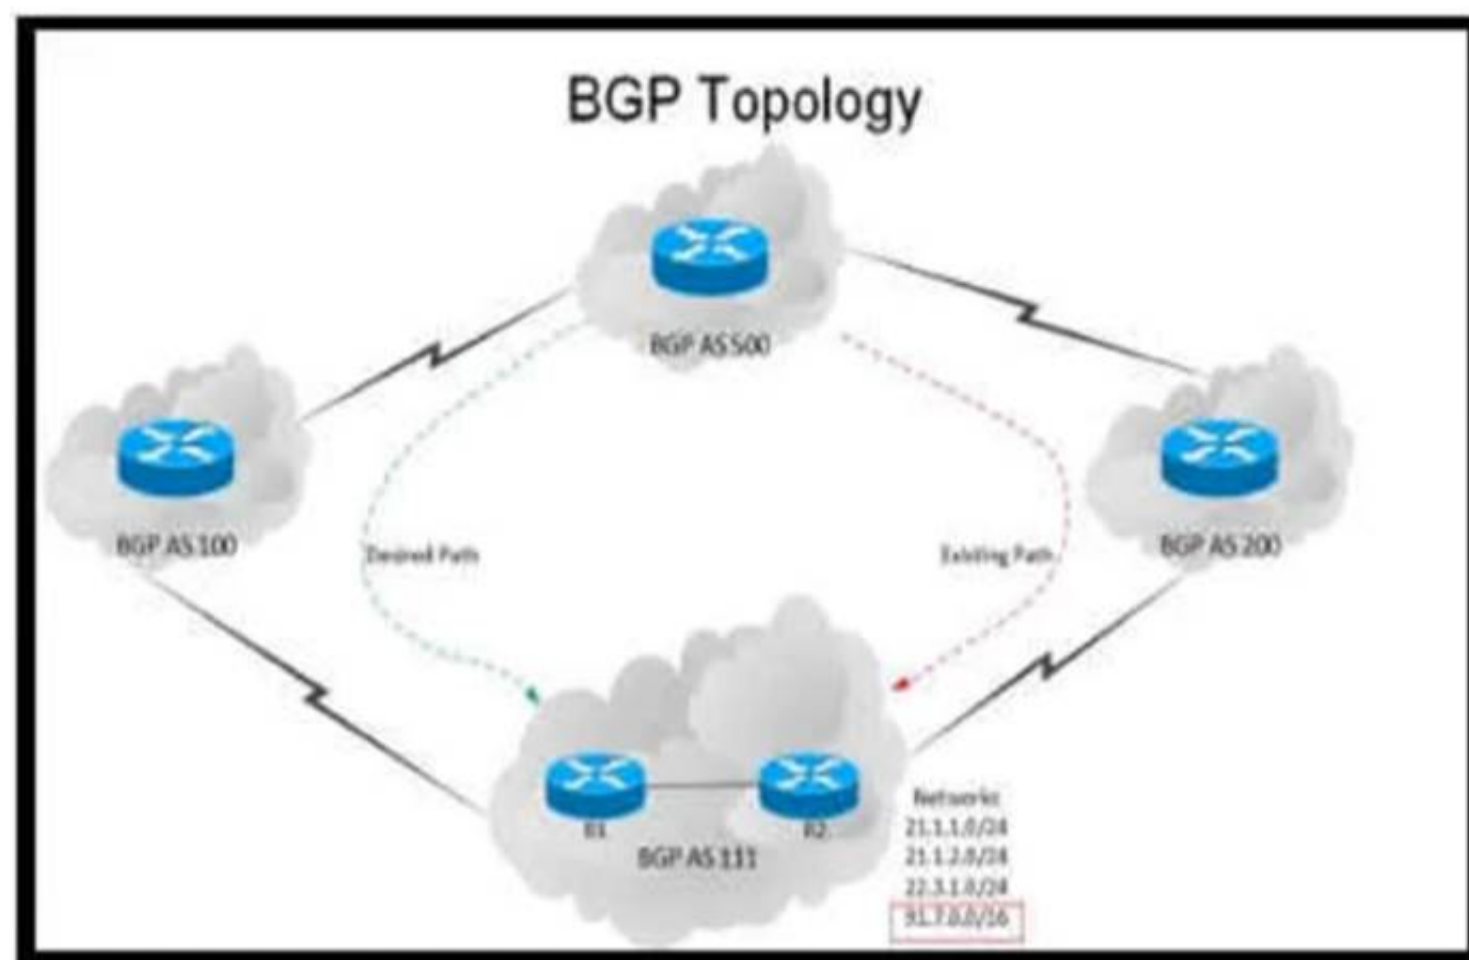 BGP Topology
BGP AS 500
BGP AS 100
Desired Path
Existing Path
BGP AS 200
R1
R2
BGP AS 111
Networks
21.1.1.0/24
21.1.2.0/24
22.3.1.0/24
91.7.0.0/16